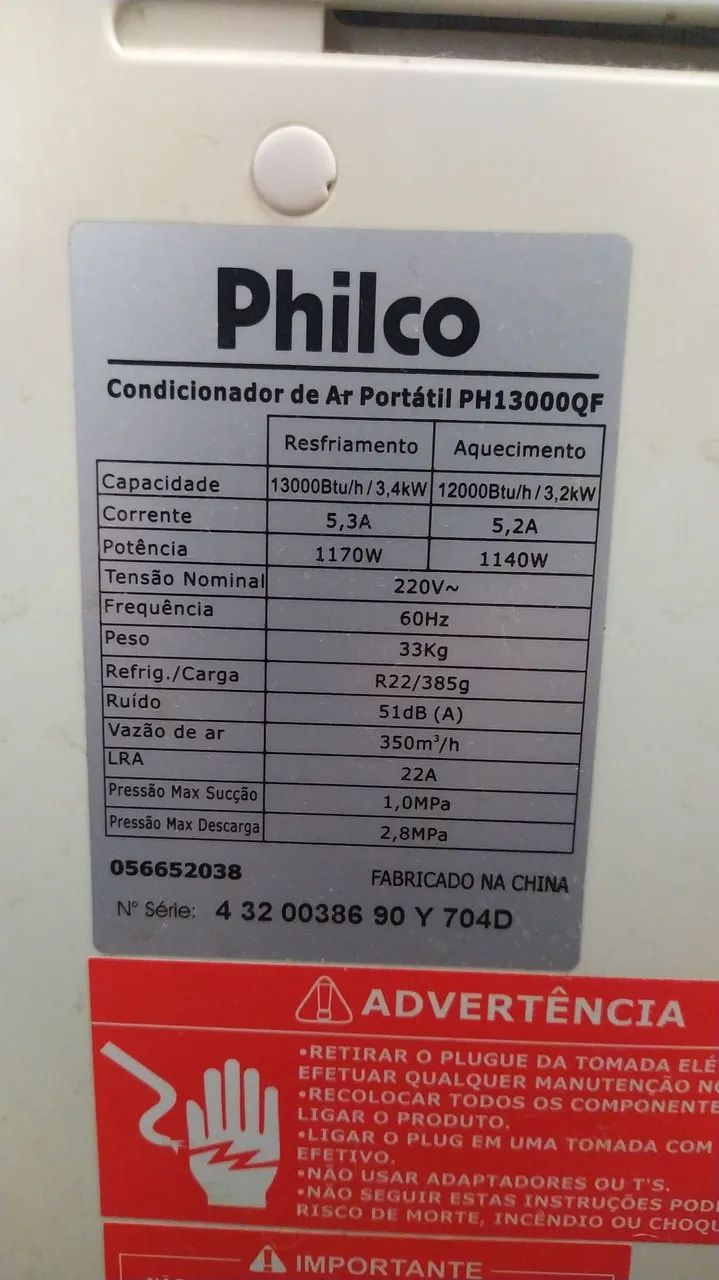 Philco
Condicionador de Ar Portátil PH13000QF
Resfriamento Aquecimento
Capacidade 13000Btu/h/3,4kW 12000Btu/h/3,2kW
Corrente 5,3A 5,2A
Potência 1170W 1140W
Tensão Nominal 220V~
Frequência 60Hz
Peso 33Kg
Refrig./Carga R22/385g
Ruído 51dB (A)
Vazão de ar 350m³/h
LRA 22A
Pressão Max Sucção 1,0MPa
Pressão Max Descarga 2,8MPa
056652038 FABRICADO NA CHINA
N° Série: 4 32 00386 90 Y 704D
ADVERTÊNCIA
•RETIRAR O PLUGUE DA TOMADA ELÉ
EFETUAR QUALQUER MANUTENÇÃO NO
•RECOLOCAR TODOS OS COMPONENTE
LIGAR O PRODUTO.
•LIGAR O PLUG EM UMA TOMADA COM
EFETIVO.
•NÃO USAR ADAPTADORES OU T'S.
•NÃO SEGUIR ESTAS INSTRUÇÕES POD
RISCO DE MORTE, INCÊNDIO OU CHOQU
IMPORTANTE